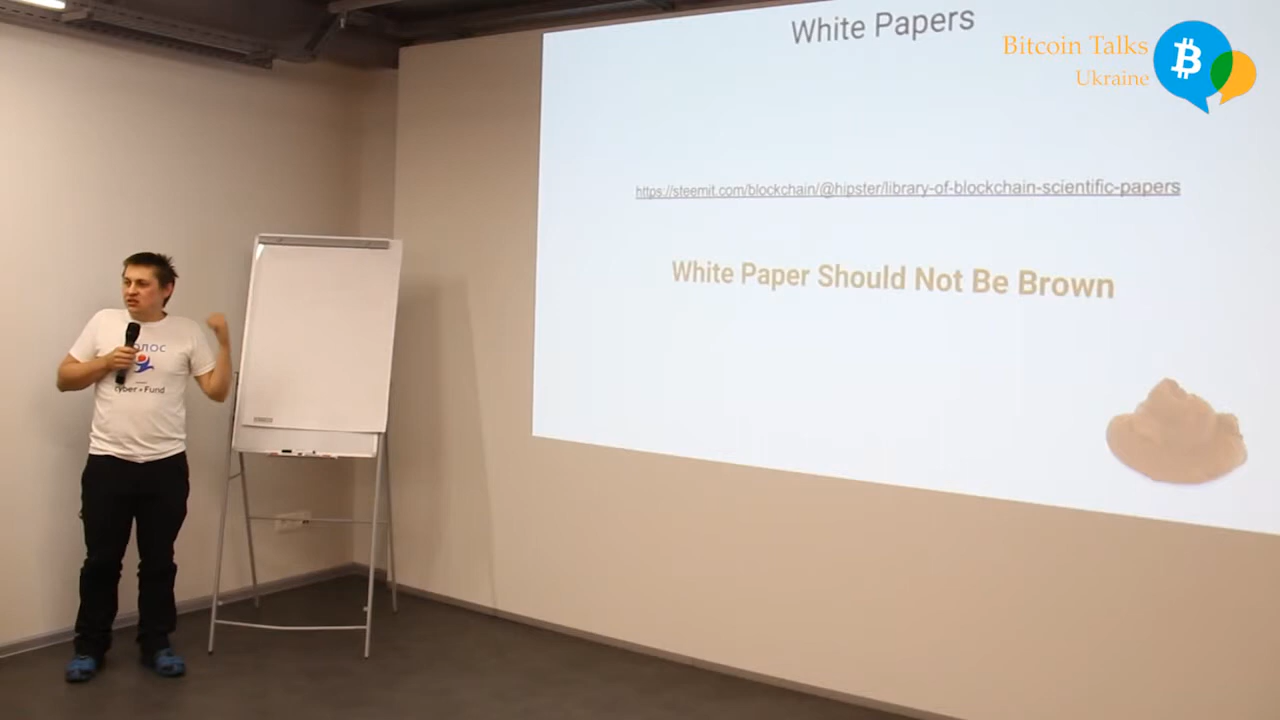 White Papers
Bitcoin Talks
Ukraine
https://steemit.com/blockchain/@hipster/library-of-blockchain-scientific-papers
White Paper Should Not Be Brown
cyber • Fund